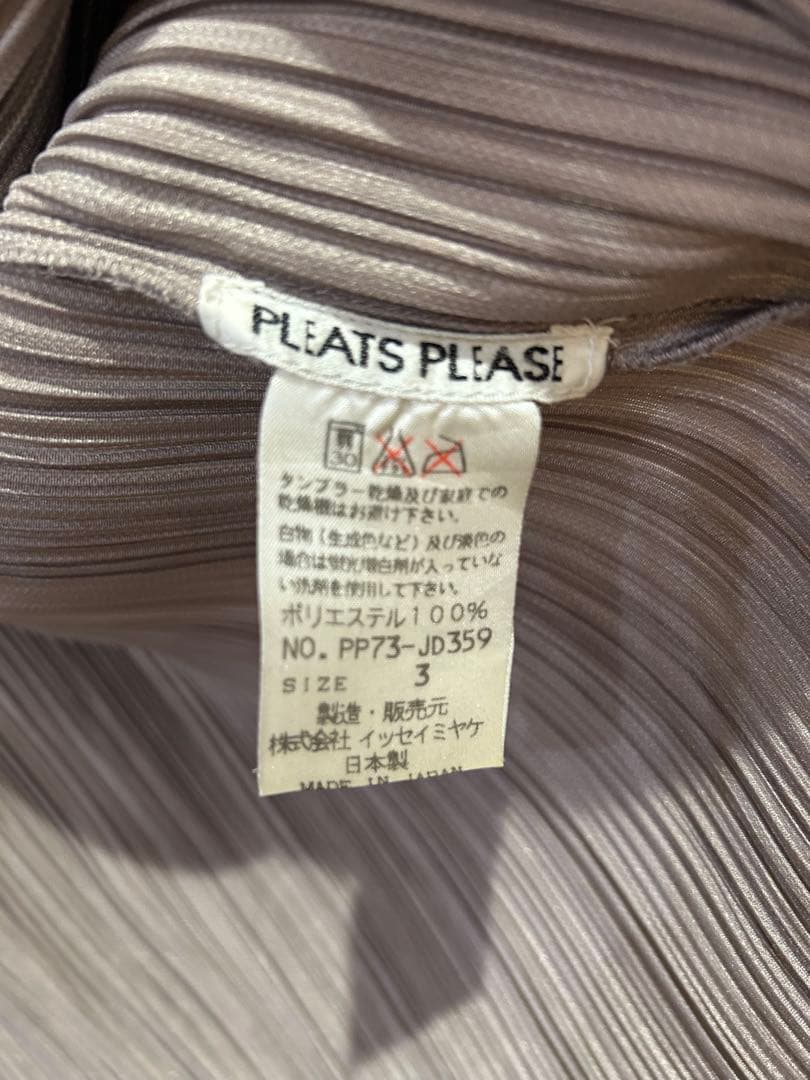 PLEATS PLEASE
30
タンブラー乾燥及び家庭での
乾燥機はお避け下さい。
白物（生成色など）及び淡色の
場合は蛍光増白剤が入っていな
い洗剤を使用して下さい。
ポリエステル100%
NO. PP73-JD359
SIZE 3
製造・販売元
株式会社 イッセイミヤケ
日本製
MADE IN JAPAN